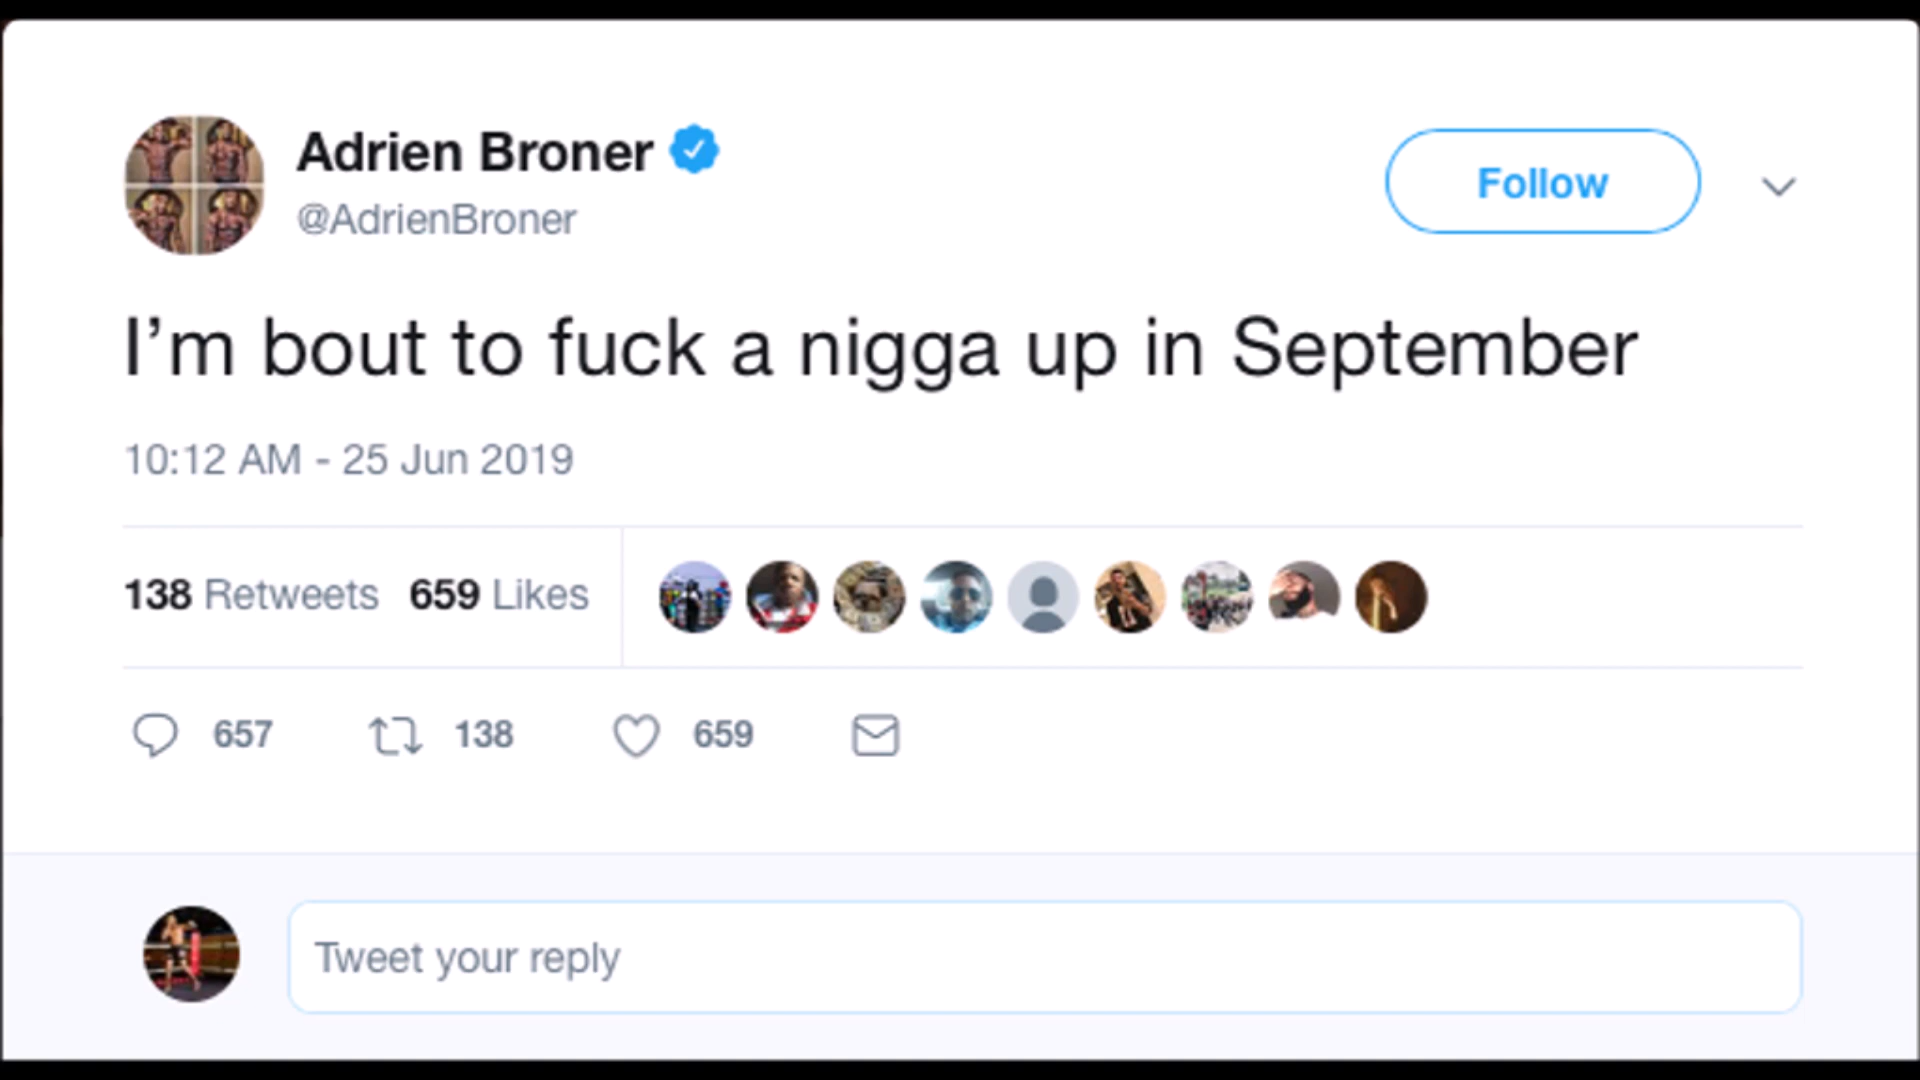 Adrien Broner
@AdrienBroner
Follow
I’m bout to fuck a nigga up in September
10:12 AM - 25 Jun 2019
138 Retweets 659 Likes
657 138 659
Tweet your reply